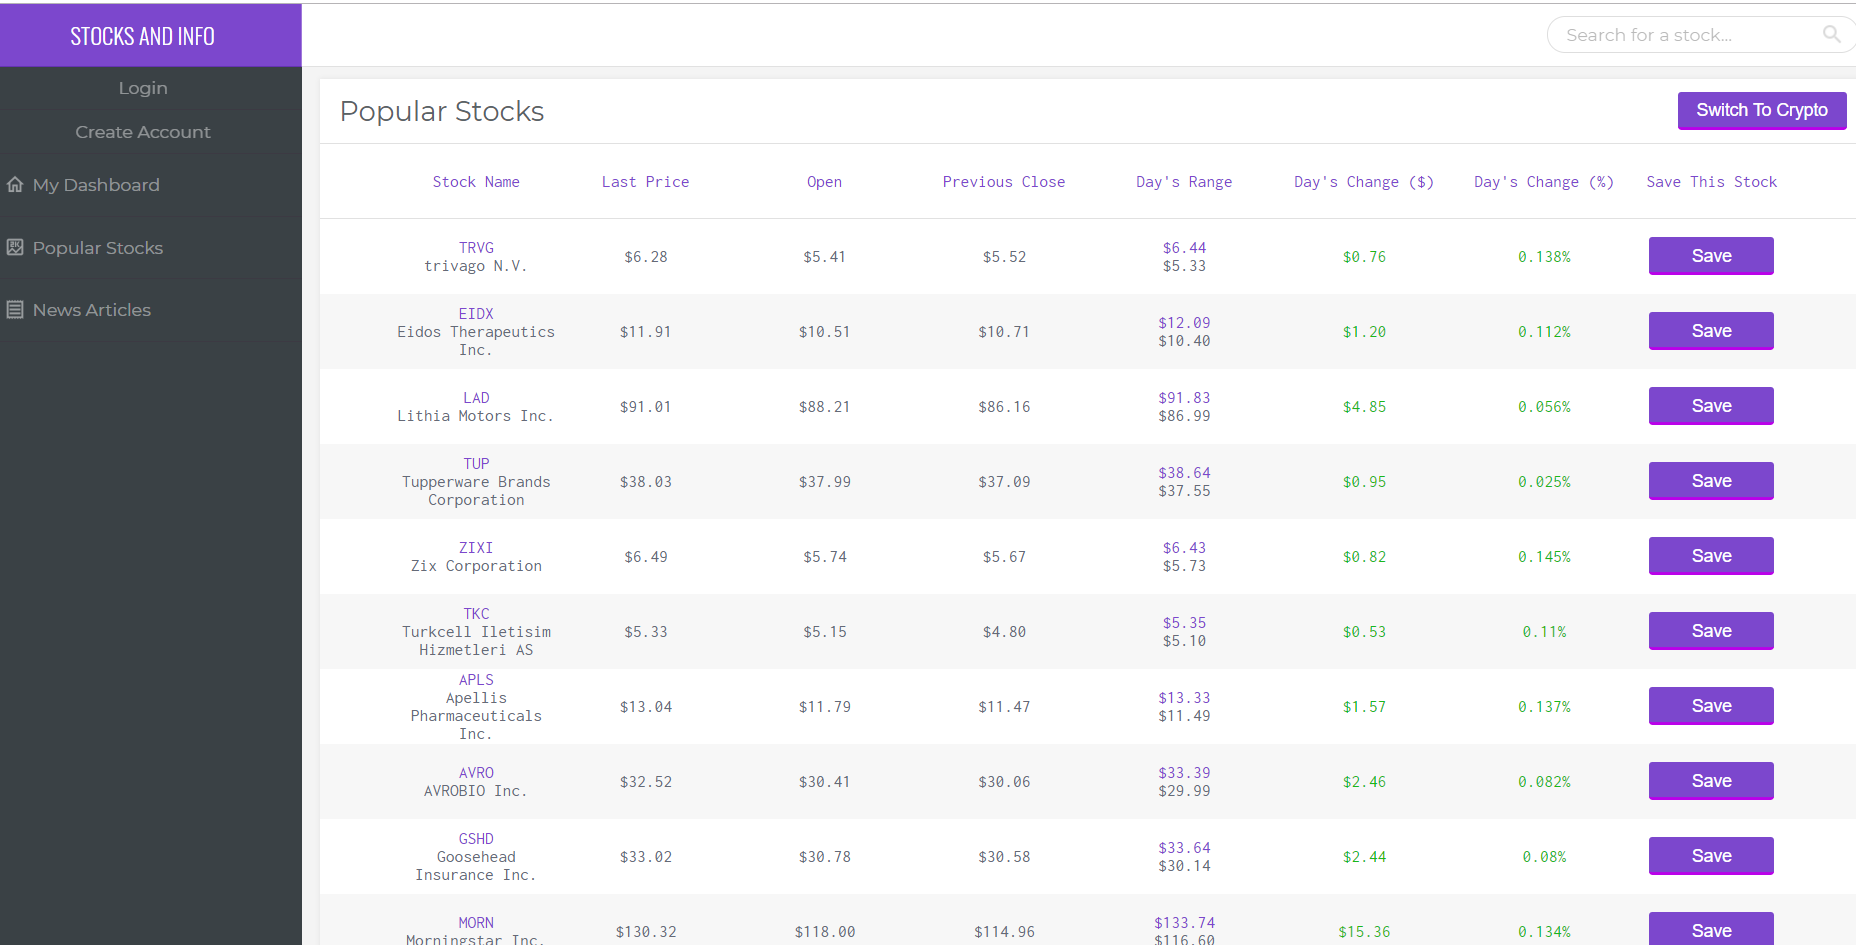 STOCKS AND INFO
Search for a stock...
Login
Create Account
My Dashboard
Popular Stocks
News Articles
Popular Stocks
Switch To Crypto
Stock Name Last Price Open Previous Close Day's Range Day's Change ($) Day's Change (%) Save This Stock
TRVG
trivago N.V.
$6.28 $5.41 $5.52
$6.44
$5.33
$0.76 0.138% Save
EIDX
Eidos Therapeutics
Inc.
$11.91 $10.51 $10.71
$12.09
$10.40
$1.20 0.112% Save
LAD
Lithia Motors Inc.
$91.01 $88.21 $86.16
$91.83
$86.99
$4.85 0.056% Save
TUP
Tupperware Brands
Corporation
$38.03 $37.99 $37.09
$38.64
$37.55
$0.95 0.025% Save
ZIXI
Zix Corporation
$6.49 $5.74 $5.67
$6.43
$5.73
$0.82 0.145% Save
TKC
Turkcell Iletisim
Hizmetleri AS
$5.33 $5.15 $4.80
$5.35
$5.10
$0.53 0.11% Save
APLS
Apellis
Pharmaceuticals
Inc.
$13.04 $11.79 $11.47
$13.33
$11.49
$1.57 0.137% Save
AVRO
AVROBIO Inc.
$32.52 $30.41 $30.06
$33.39
$29.99
$2.46 0.082% Save
GSHD
Goosehead
Insurance Inc.
$33.02 $30.78 $30.58
$33.64
$30.14
$2.44 0.08% Save
MORN
Morningstar Inc.
$130.32 $118.00 $114.96
$133.74
$116.60
$15.36 0.134% Save